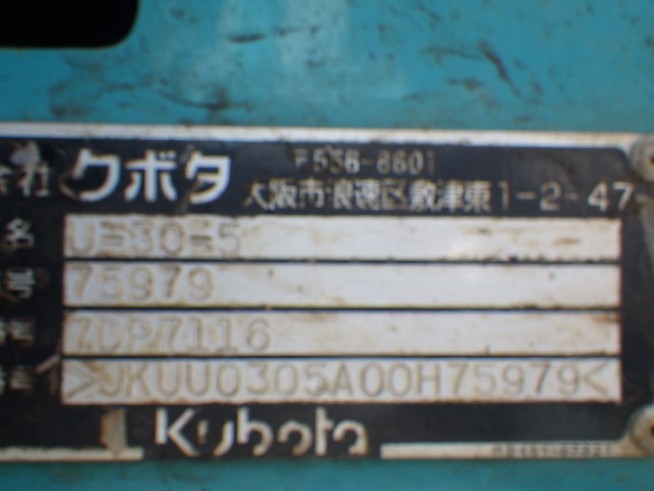 会社 クボタ 〒556-8601
大阪市浪速区敷津東1-2-47
名 U=30=5
75979
7DP7116
>JKUU0305A00H75979<
Kubota